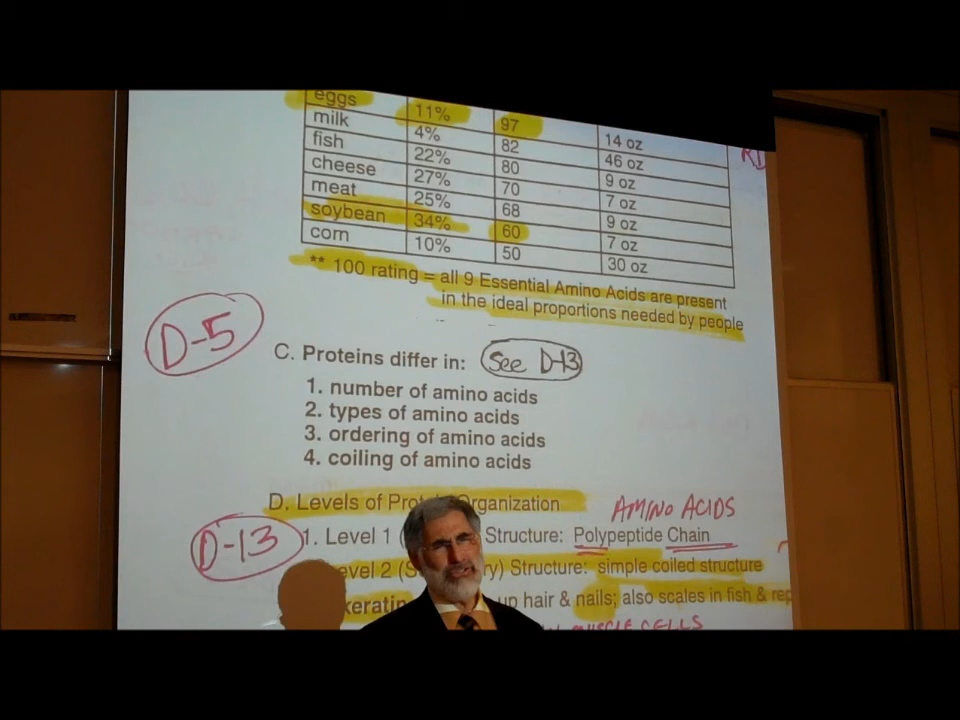 eggs 11% 97 14 oz
milk 4% 82 46 oz
fish 22% 80 9 oz
cheese 27% 70 7 oz
meat 25% 68 9 oz
soybean 34% 60 7 oz
corn 10% 50 30 oz
** 100 rating = all 9 Essential Amino Acids are present
in the ideal proportions needed by people
D-5
C. Proteins differ in: See D-13
1. number of amino acids
2. types of amino acids
3. ordering of amino acids
4. coiling of amino acids
D. Levels of Organization
AMINO ACIDS
D-13 1. Level 1 Structure: Polypeptide Chain
Level 2 Structure: simple coiled structure
keratin up hair & nails; also scales in fish & rep
MUSCLE CELLS